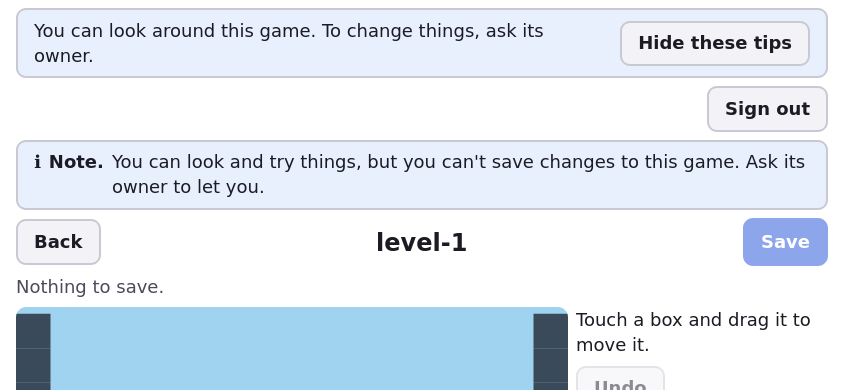 You can look around this game. To change things, ask its
owner.
Hide these tips
Sign out
ℹ Note. You can look and try things, but you can't save changes to this game. Ask its
owner to let you.
Back
level-1
Save
Nothing to save.
Touch a box and drag it to
move it.
Undo